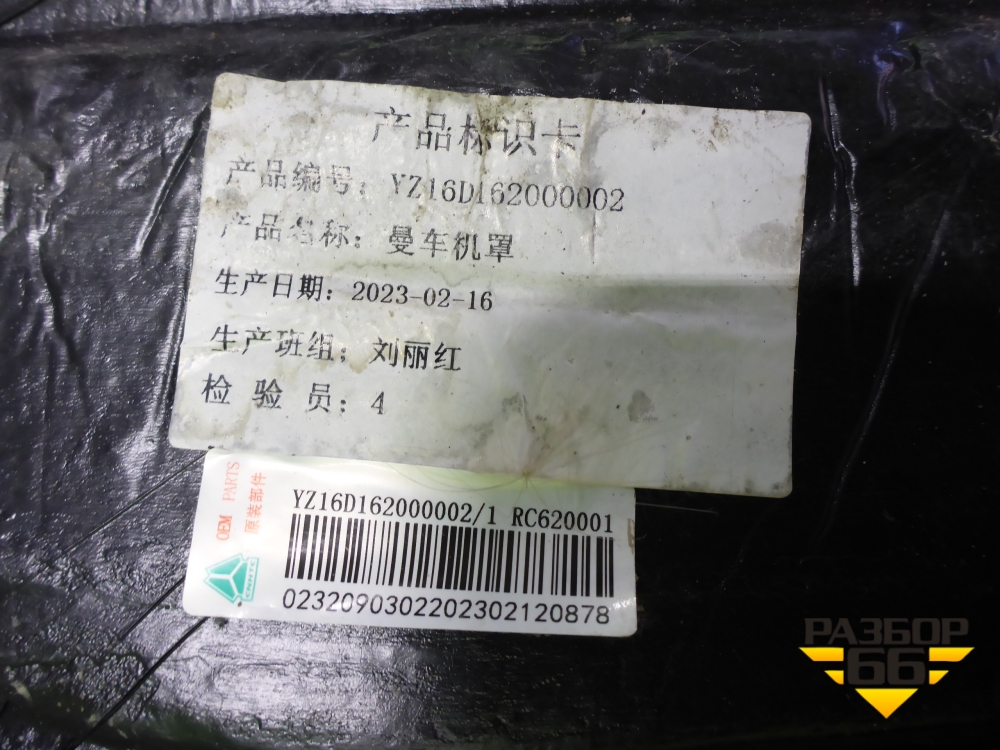 产品标识卡
产品编号：YZ16D162000002
产品名称：曼车机罩
生产日期：2023-02-16
生产班组：刘丽红
检 验 员：4
OEM PARTS
原装部件
CNHTC
YZ16D162000002/1 RC620001
0232090302202302120878
РАЗБОР
66